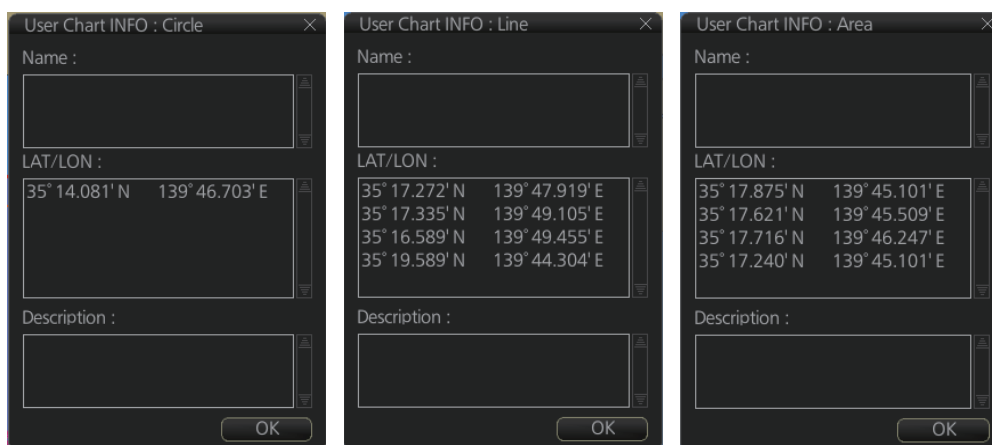 User Chart INFO : Circle
Name :
LAT/LON :
35° 14.081' N 139° 46.703' E
Description :
OK
User Chart INFO : Line
Name :
LAT/LON :
35° 17.272' N 139° 47.919' E
35° 17.335' N 139° 49.105' E
35° 16.589' N 139° 49.455' E
35° 19.589' N 139° 44.304' E
Description :
OK
User Chart INFO : Area
Name :
LAT/LON :
35° 17.875' N 139° 45.101' E
35° 17.621' N 139° 45.509' E
35° 17.716' N 139° 46.247' E
35° 17.240' N 139° 45.101' E
Description :
OK